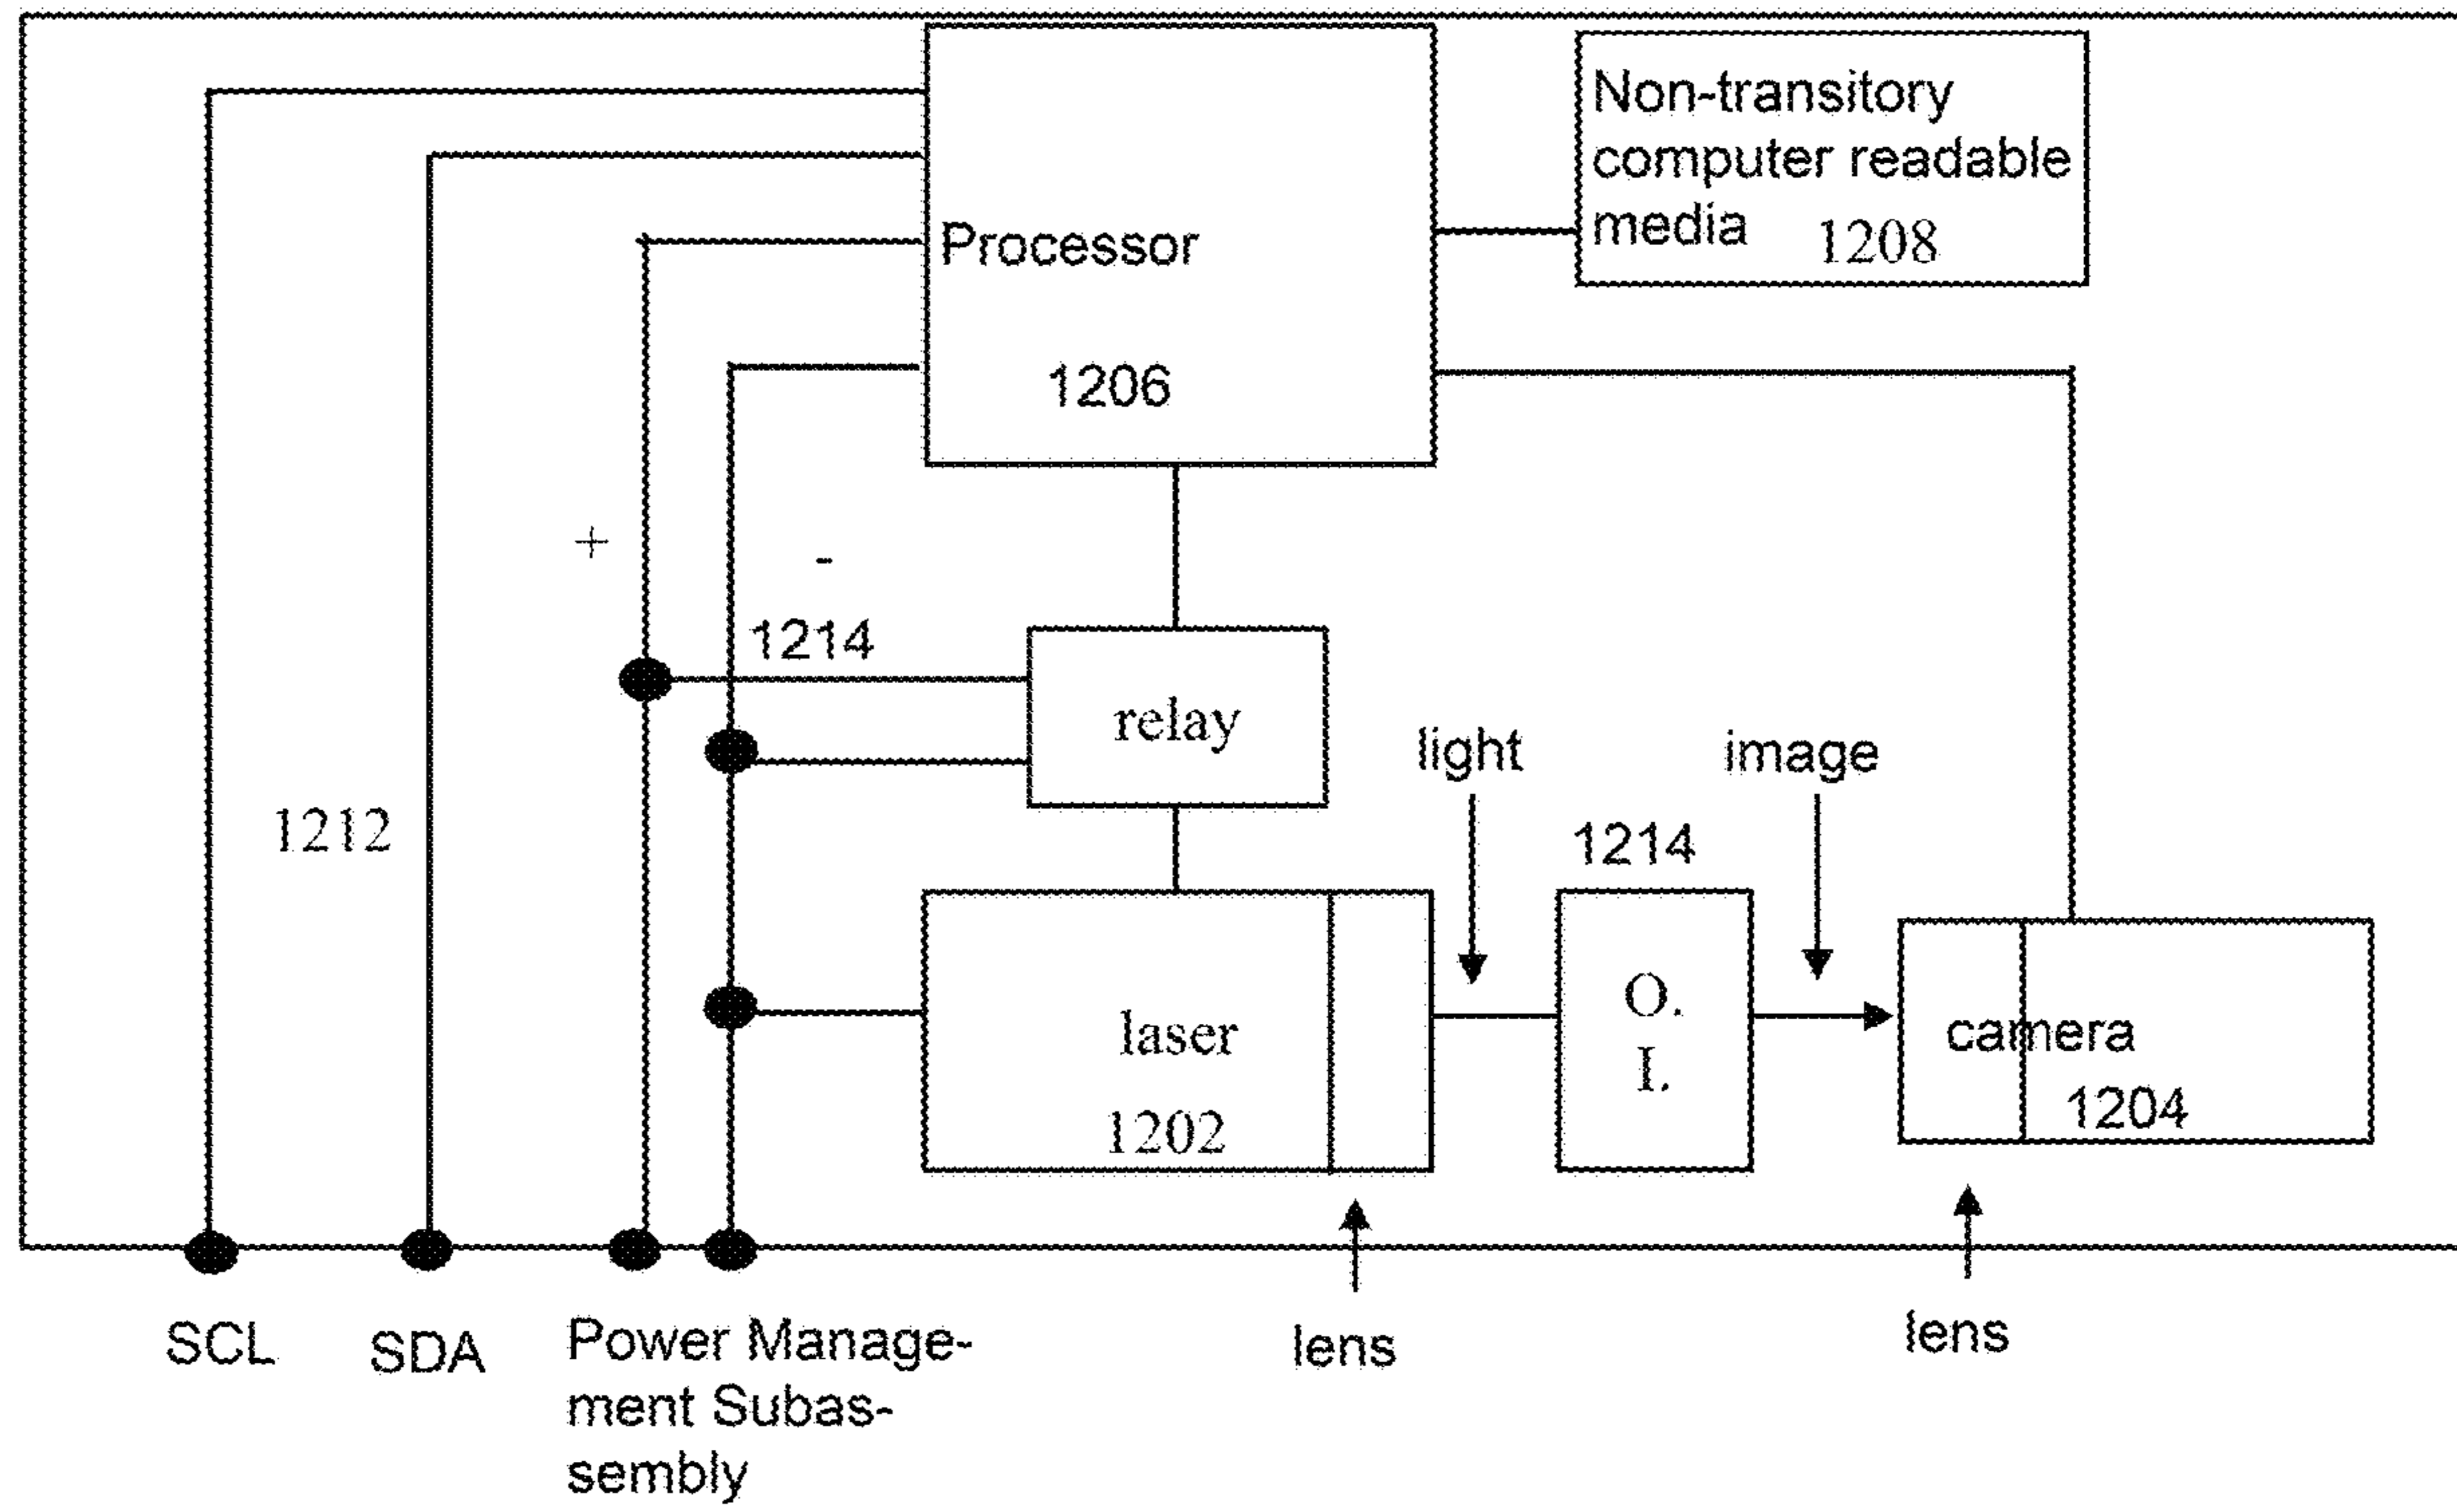 Non-transitory
computer readable
media 1208
Processor
1206
+
-
1214
relay
light
image
1212
1214
O.
I.
laser
camera
1202
1204
SCL
SDA
Power Manage-
ment Subas-
sembly
lens
lens